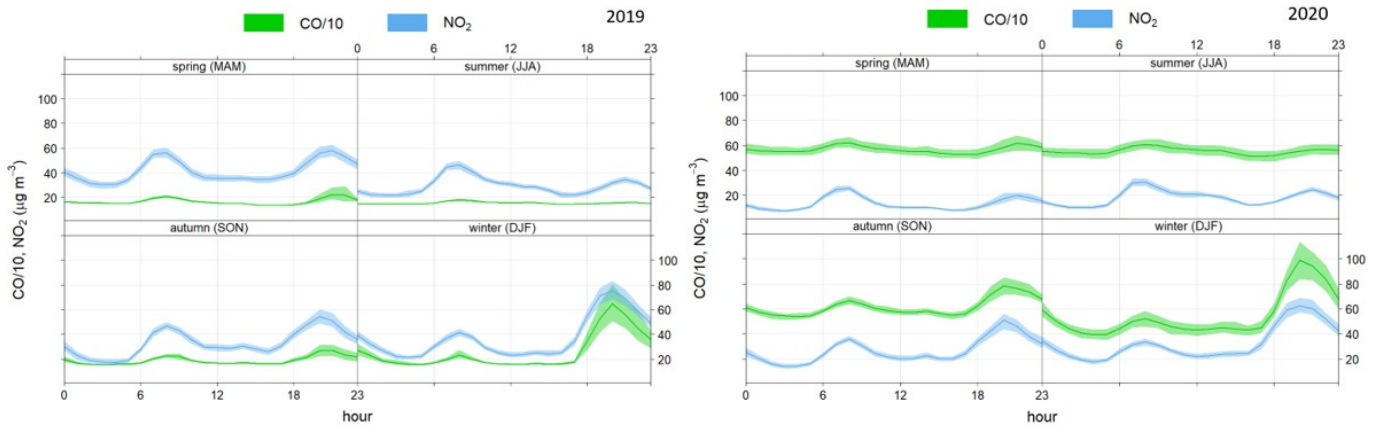 CO/10 NO₂ 2019
0 6 12 18 23
spring (MAM) summer (JJA)
100
80
60
40
20
autumn (SON) winter (DJF)
100
80
60
40
20
0 6 12 18 23
hour
CO/10, NO₂ (µg m⁻³)
CO/10 NO₂ 2020
0 6 12 18 23
spring (MAM) summer (JJA)
100
80
60
40
20
autumn (SON) winter (DJF)
100
80
60
40
20
0 6 12 18 23
hour
CO/10, NO₂ (µg m⁻³)